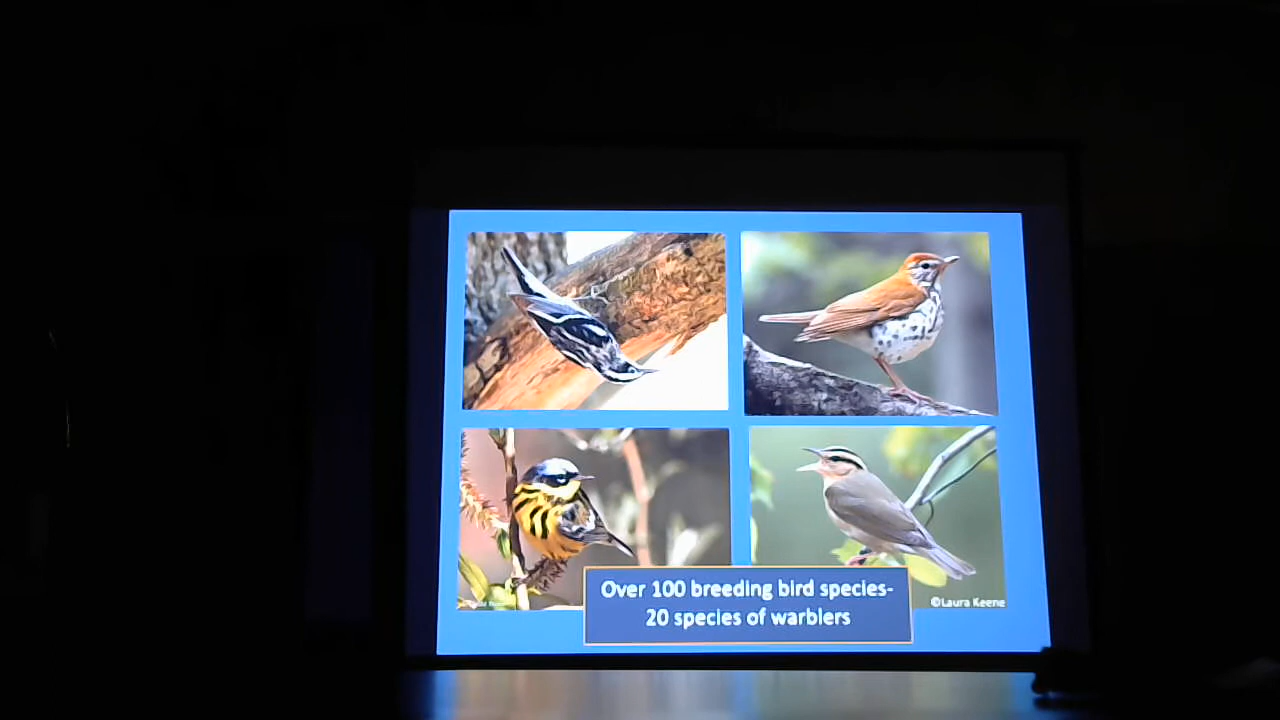 Over 100 breeding bird species-
20 species of warblers
©Laura Keene